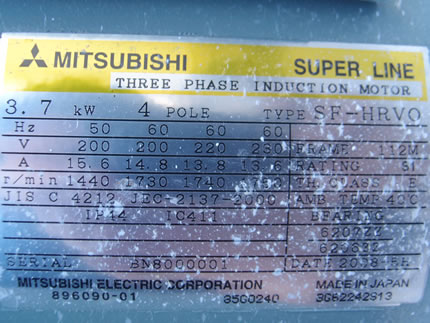 MITSUBISHI SUPER LINE
THREE PHASE INDUCTION MOTOR
3.7 kW 4 POLE TYPE SF-HRVO
Hz 50 60 60 60
V 200 200 220 230 FRAME 112M
A 15.6 14.8 13.8 13.6 RATING S1
r/min 1440 1730 1740 TH.CLASS E
JIS C 4212 JEC-2137-2000 AMB TEMP 40C
IP44 IC411 BEARING
6207ZZ
SERIAL BN8000001 DATE 2008
MITSUBISHI ELECTRIC CORPORATION MADE IN JAPAN
896090-01 8500240 3G62242813